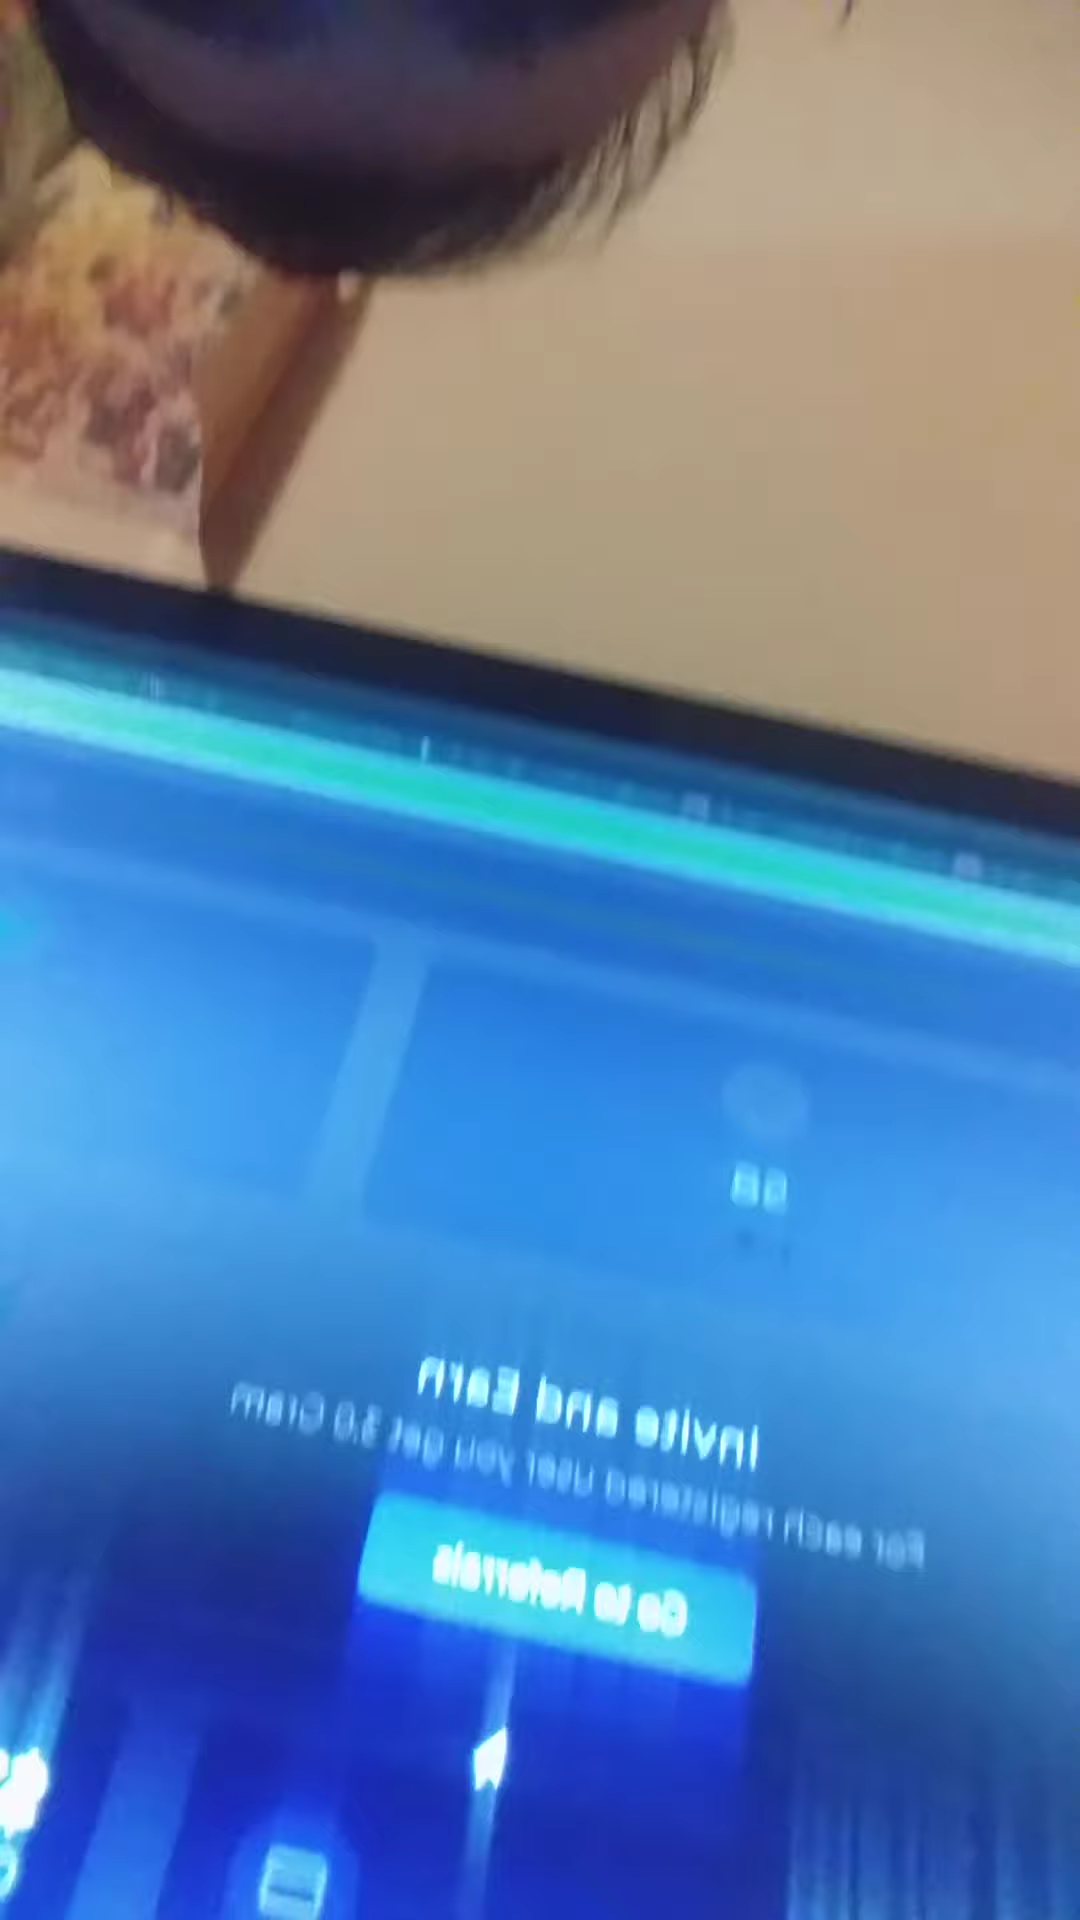 Invite and Earn
For each registered user you get 3.0 Gram
Go to Referrals